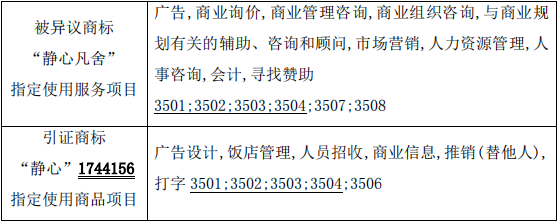 被异议商标
“静心凡舍”
指定使用服务项目
广告,商业询价,商业管理咨询,商业组织咨询,与商业规
划有关的辅助、咨询和顾问,市场营销,人力资源管理,人
事咨询,会计,寻找赞助
3501;3502;3503;3504;3507;3508
引证商标
“静心”1744156
指定使用商品项目
广告设计,饭店管理,人员招收,商业信息,推销(替他人),
打字 3501;3502;3503;3504;3506